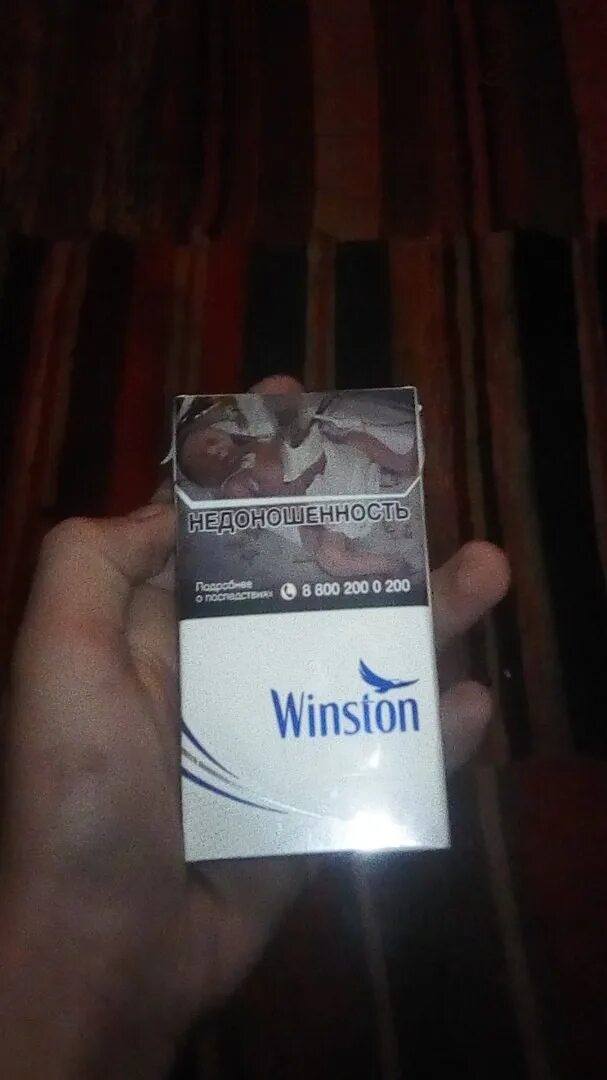 НЕДОНОШЕННОСТЬ
Подробнее
о последствиях 8 800 200 0 200
Winston